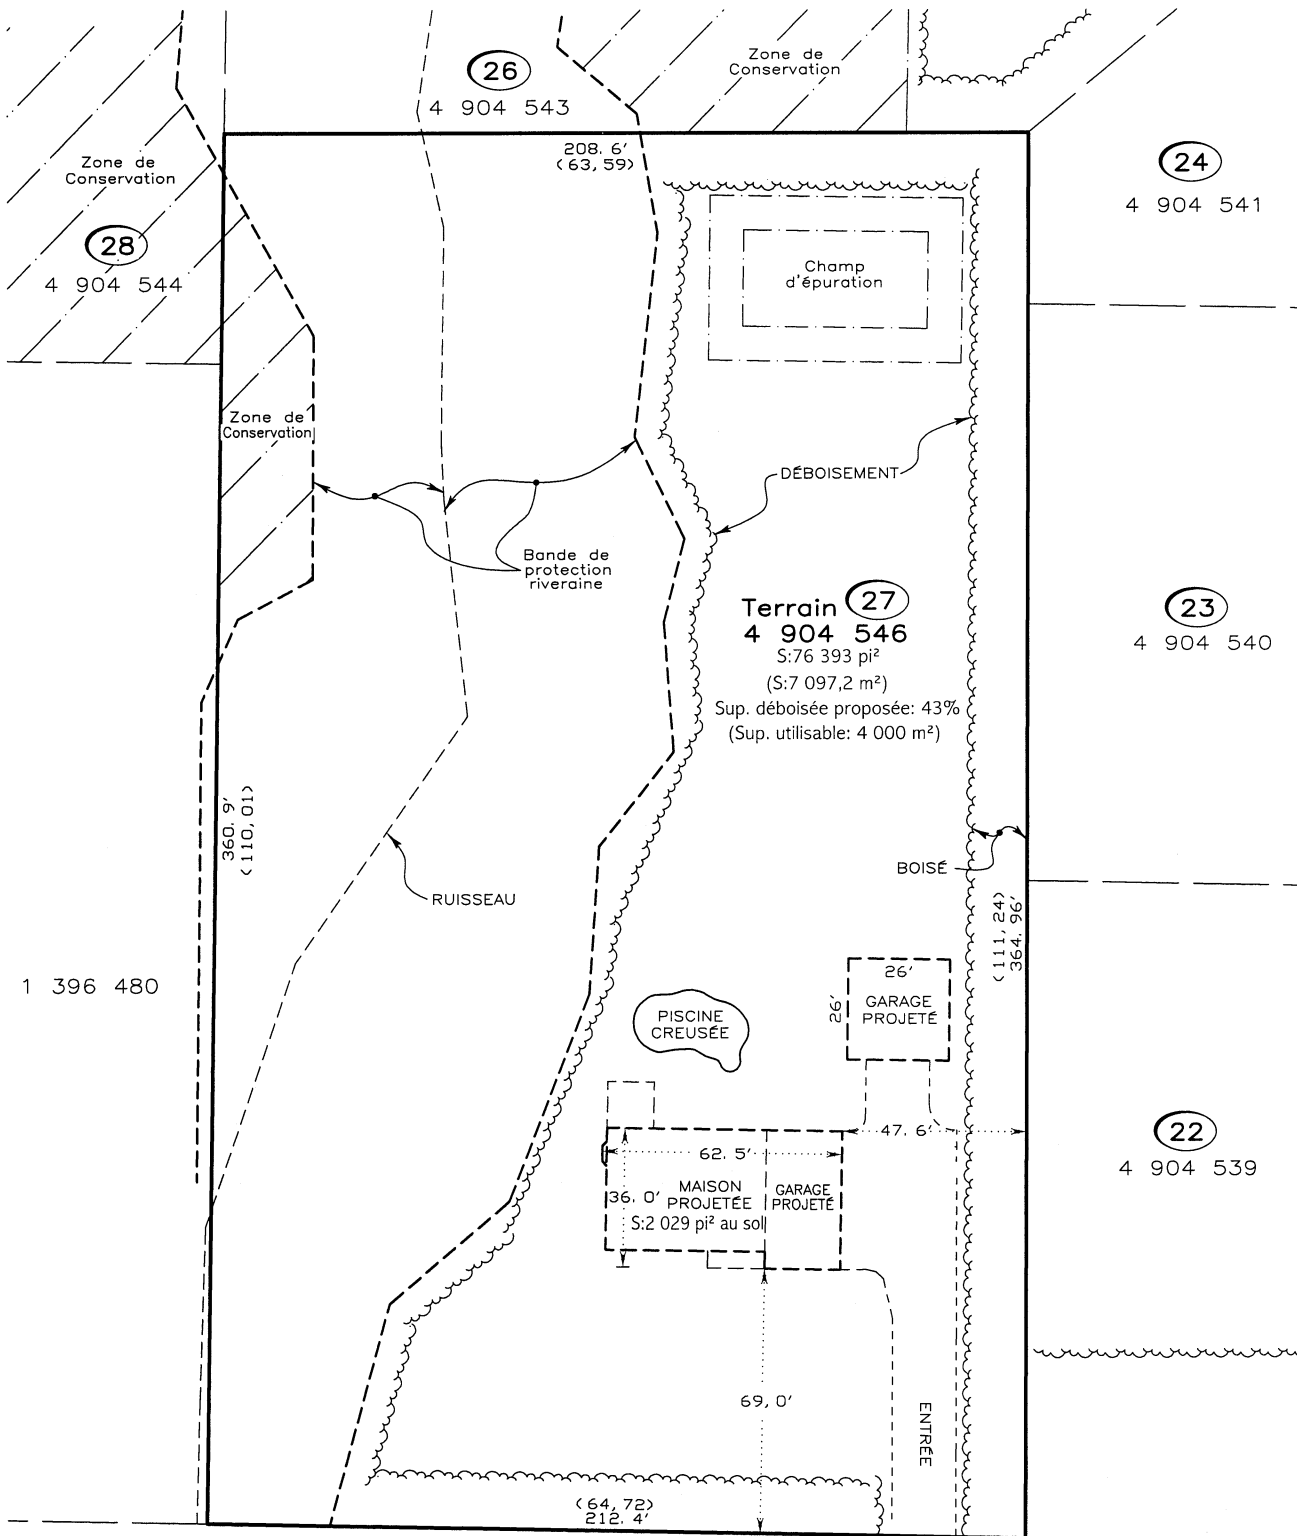 26
4 904 543
Zone de
Conservation
208. 6'
(63, 59)
Zone de
Conservation
28
4 904 544
24
4 904 541
Champ
d'épuration
Zone de
Conservation
DÉBOISEMENT
Bande de
protection
riveraine
Terrain 27
4 904 546
S:76 393 pi²
(S:7 097,2 m²)
Sup. déboisée proposée: 43%
(Sup. utilisable: 4 000 m²)
23
4 904 540
360. 9'
(110, 01)
RUISSEAU
BOISÉ
(111, 24)
364. 96'
1 396 480
26'
26'
GARAGE
PROJETÉ
PISCINE
CREUSÉE
47. 6'
22
4 904 539
62. 5'
36. 0'
MAISON
PROJETÉE
S:2 029 pi² au sol
GARAGE
PROJETÉ
69, 0'
ENTRÉE
(64, 72)
212. 4'